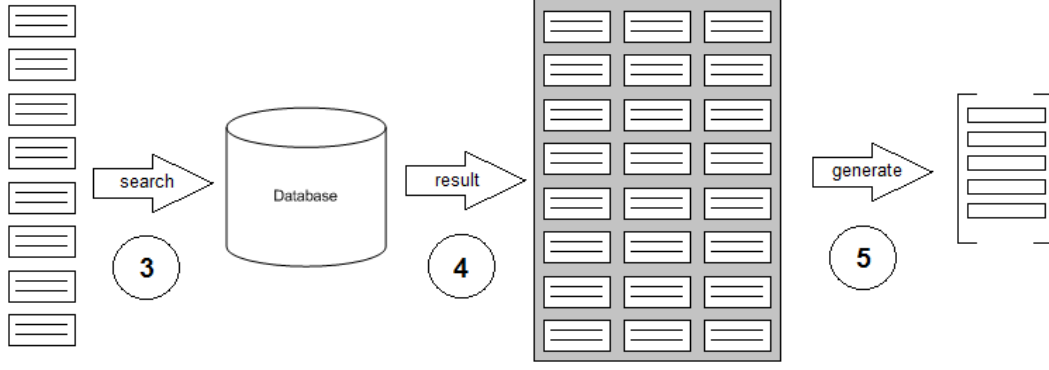 search
Database
result
generate
3
4
5